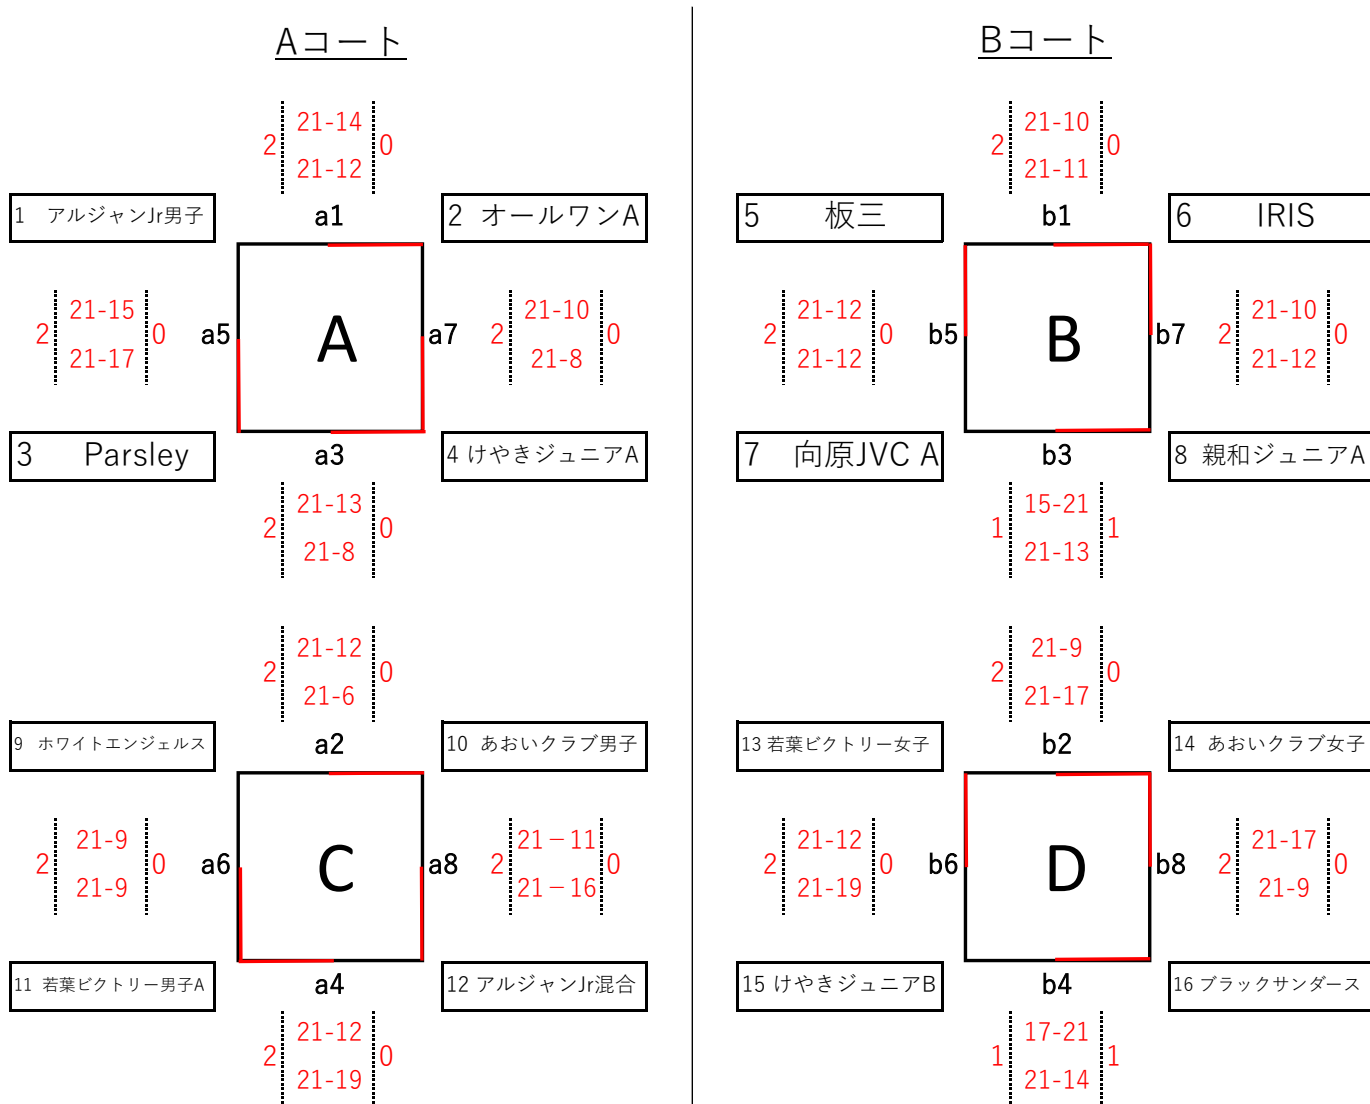 Aコート
21-14
2 0
21-12
1 アルジャンJr男子
a1
2 オールワンA
21-15
2 0
21-17
a5
A
a7
21-10
2 0
21-8
3 Parsley
a3
4 けやきジュニアA
21-13
2 0
21-8
21-12
2 0
21-6
9 ホワイトエンジェルス
a2
10 あおいクラブ男子
21-9
2 0
21-9
a6
C
a8
21－11
2 0
21－16
11 若葉ビクトリー男子A
a4
12 アルジャンJr混合
21-12
2 0
21-19
Bコート
21-10
2 0
21-11
5 板三
b1
6 IRIS
21-12
2 0
21-12
b5
B
b7
21-10
2 0
21-12
7 向原JVC A
b3
8 親和ジュニアA
15-21
1 1
21-13
21-9
2 0
21-17
13 若葉ビクトリー女子
b2
14 あおいクラブ女子
21-12
2 0
21-19
b6
D
b8
21-17
2 0
21-9
15 けやきジュニアB
b4
16 ブラックサンダース
17-21
1 1
21-14